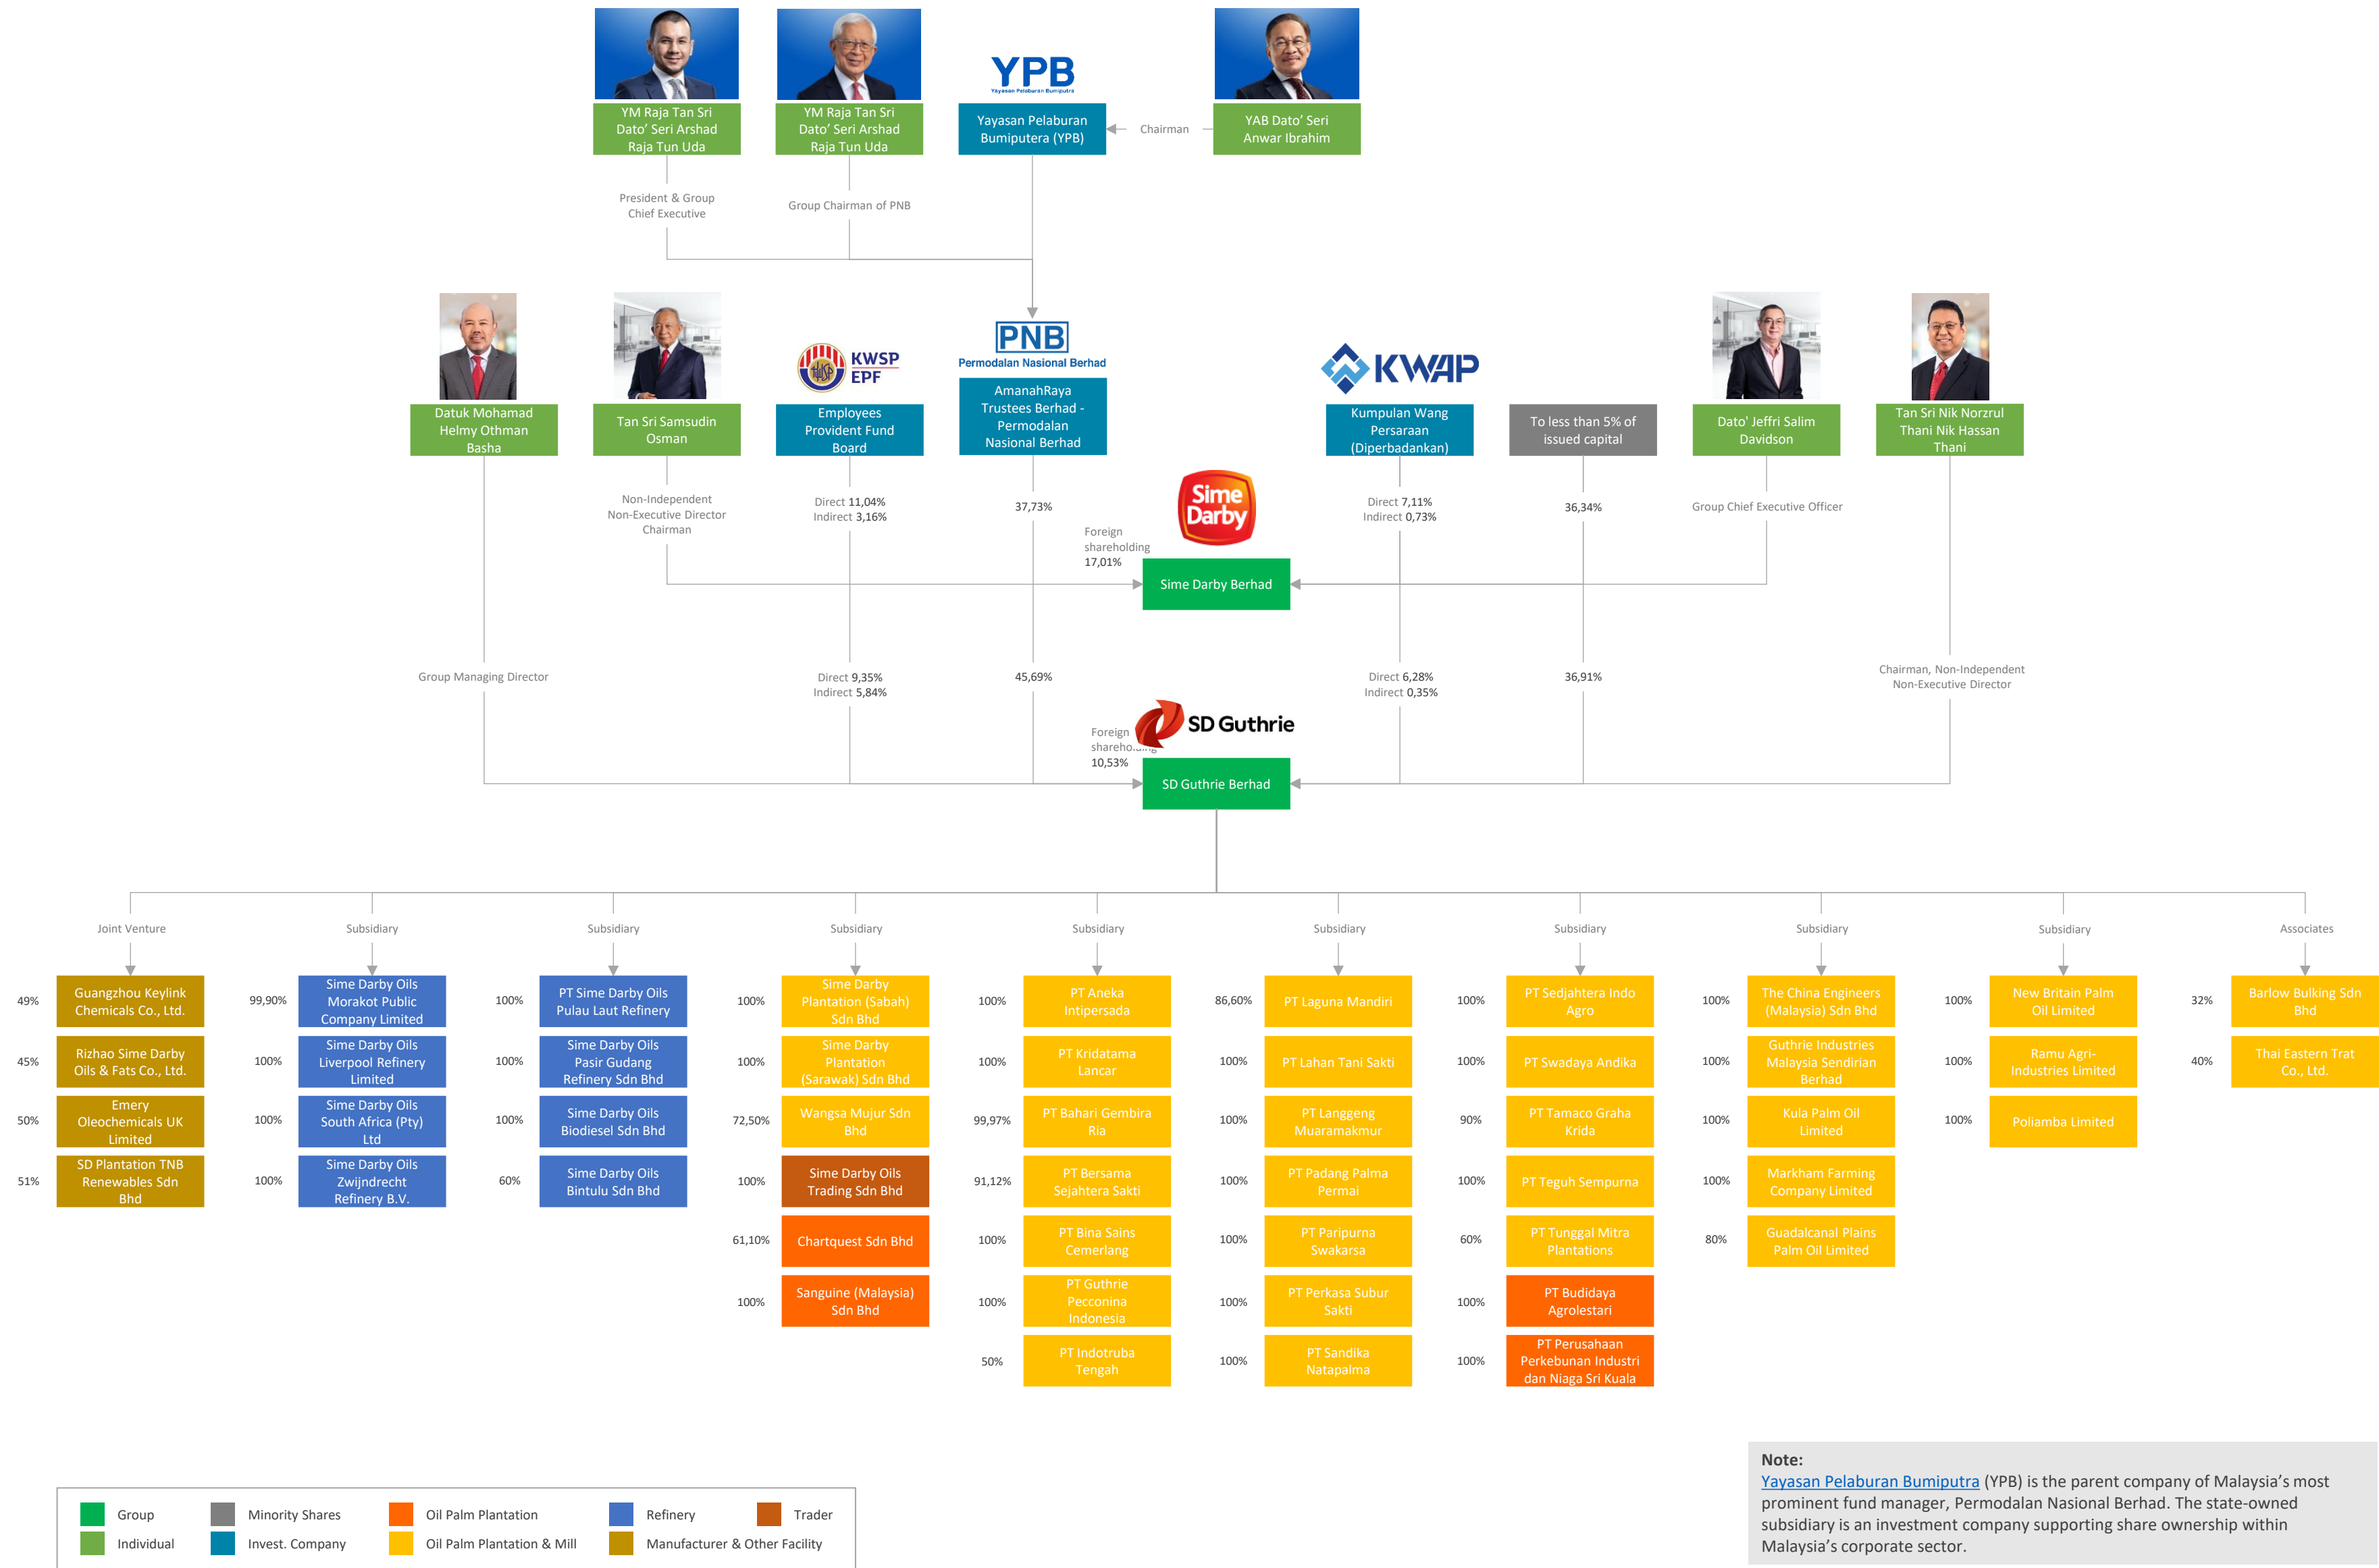 YPB
Yayasan Pelaburan Bumiputra
YM Raja Tan Sri
Dato' Seri Arshad
Raja Tun Uda
YM Raja Tan Sri
Dato' Seri Arshad
Raja Tun Uda
Yayasan Pelaburan
Bumiputera (YPB)
Chairman
YAB Dato' Seri
Anwar Ibrahim
President & Group
Chief Executive
Group Chairman of PNB
KWSP
EPF
PNB
Permodalan Nasional Berhad
KWAP
Datuk Mohamad
Helmy Othman
Basha
Tan Sri Samsudin
Osman
Employees
Provident Fund
Board
AmanahRaya
Trustees Berhad -
Permodalan
Nasional Berhad
Kumpulan Wang
Persaraan
(Diperbadankan)
To less than 5% of
issued capital
Dato' Jeffri Salim
Davidson
Tan Sri Nik Norzrul
Thani Nik Hassan
Thani
Non-Independent
Non-Executive Director
Chairman
Direct 11,04%
Indirect 3,16%
37,73%
Sime
Darby
Direct 7,11%
Indirect 0,73%
36,34%
Group Chief Executive Officer
Foreign
shareholding
17,01%
Sime Darby Berhad
Group Managing Director
Direct 9,35%
Indirect 5,84%
45,69%
Direct 6,28%
Indirect 0,35%
36,91%
Chairman, Non-Independent
Non-Executive Director
SD Guthrie
Foreign
shareholding
10,53%
SD Guthrie Berhad
Joint Venture
Subsidiary
Subsidiary
Subsidiary
Subsidiary
Subsidiary
Subsidiary
Subsidiary
Subsidiary
Associates
49%
Guangzhou Keylink
Chemicals Co., Ltd.
45%
Rizhao Sime Darby
Oils & Fats Co., Ltd.
50%
Emery
Oleochemicals UK
Limited
51%
SD Plantation TNB
Renewables Sdn
Bhd
99,90%
Sime Darby Oils
Morakot Public
Company Limited
100%
Sime Darby Oils
Liverpool Refinery
Limited
100%
Sime Darby Oils
South Africa (Pty)
Ltd
100%
Sime Darby Oils
Zwijndrecht
Refinery B.V.
100%
PT Sime Darby Oils
Pulau Laut Refinery
100%
Sime Darby Oils
Pasir Gudang
Refinery Sdn Bhd
100%
Sime Darby Oils
Biodiesel Sdn Bhd
60%
Sime Darby Oils
Bintulu Sdn Bhd
100%
Sime Darby
Plantation (Sabah)
Sdn Bhd
100%
Sime Darby
Plantation
(Sarawak) Sdn Bhd
72,50%
Wangsa Mujur Sdn
Bhd
100%
Sime Darby Oils
Trading Sdn Bhd
61,10%
Chartquest Sdn Bhd
100%
Sanguine (Malaysia)
Sdn Bhd
100%
PT Aneka
Intipersada
100%
PT Kridatama
Lancar
99,97%
PT Bahari Gembira
Ria
91,12%
PT Bersama
Sejahtera Sakti
100%
PT Bina Sains
Cemerlang
100%
PT Guthrie
Pecconina
Indonesia
50%
PT Indotruba
Tengah
86,60%
PT Laguna Mandiri
100%
PT Lahan Tani Sakti
100%
PT Langgeng
Muaramakmur
100%
PT Padang Palma
Permai
100%
PT Paripurna
Swakarsa
100%
PT Perkasa Subur
Sakti
100%
PT Sandika
Natapalma
100%
PT Sedjahtera Indo
Agro
100%
PT Swadaya Andika
90%
PT Tamaco Graha
Krida
100%
PT Teguh Sempurna
60%
PT Tunggal Mitra
Plantations
100%
PT Budidaya
Agrolestari
100%
PT Perusahaan
Perkebunan Industri
dan Niaga Sri Kuala
100%
The China Engineers
(Malaysia) Sdn Bhd
100%
Guthrie Industries
Malaysia Sendirian
Berhad
100%
Kula Palm Oil
Limited
100%
Markham Farming
Company Limited
80%
Guadalcanal Plains
Palm Oil Limited
100%
New Britain Palm
Oil Limited
100%
Ramu Agri-
Industries Limited
100%
Poliamba Limited
32%
Barlow Bulking Sdn
Bhd
40%
Thai Eastern Trat
Co., Ltd.
Group
Minority Shares
Oil Palm Plantation
Refinery
Trader
Individual
Invest. Company
Oil Palm Plantation & Mill
Manufacturer & Other Facility
Note:
Yayasan Pelaburan Bumiputra (YPB) is the parent company of Malaysia's most
prominent fund manager, Permodalan Nasional Berhad. The state-owned
subsidiary is an investment company supporting share ownership within
Malaysia's corporate sector.